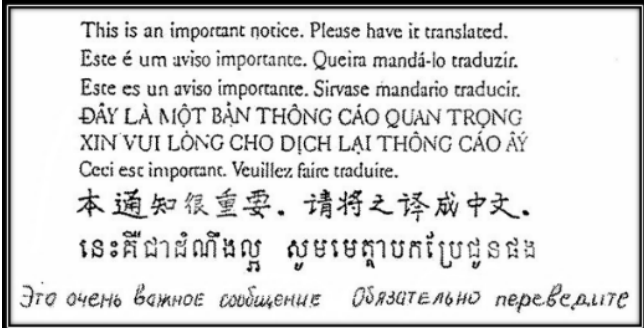 This is an important notice. Please have it translated.
Este é um aviso importante. Queira mandá-lo traduzir.
Este es un aviso importante. Sirvase mandario traducir.
ĐÂY LÀ MỘT BẢN THÔNG CÁO QUAN TRỌNG
XIN VUI LÒNG CHO DỊCH LẠI THÔNG CÁO ẤY
Ceci est important. Veuillez faire traduire.
本通知很重要。请将之译成中文。
នេះគឺជាដំណឹងល្អ សូមមេត្តាបកប្រែជូនផង
Это очень важное сообщение Обязательно переведите